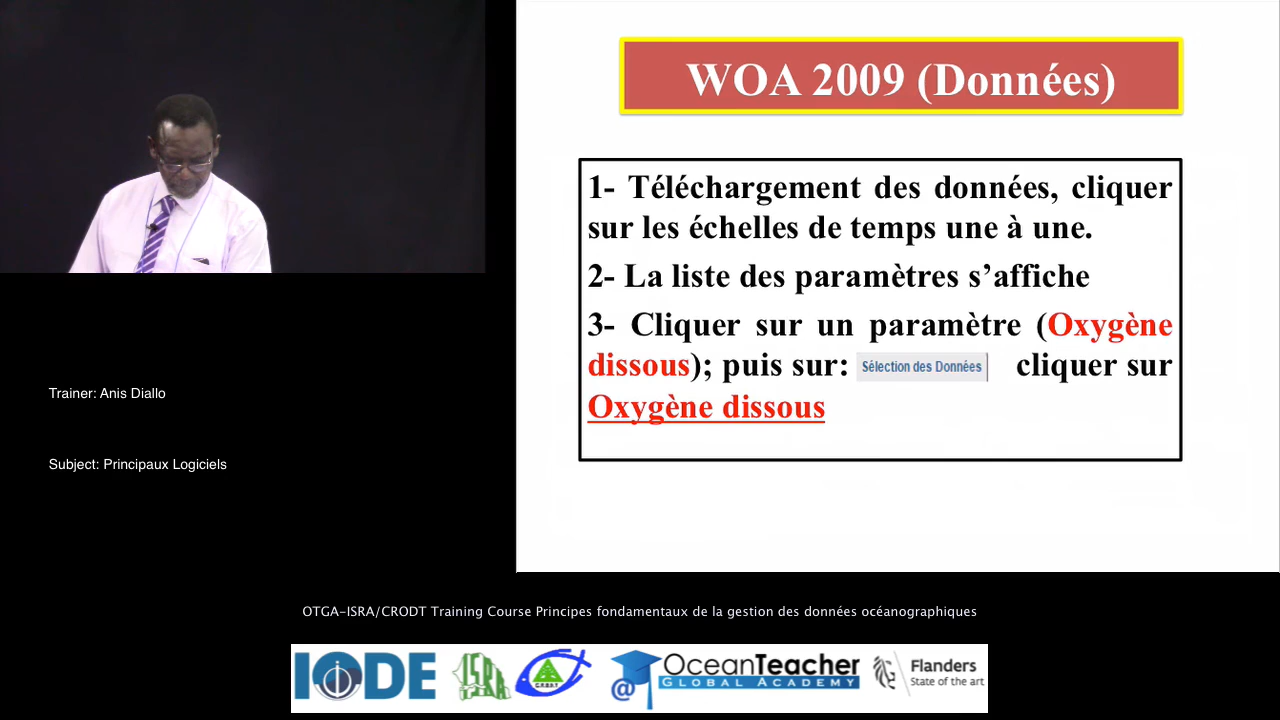 WOA 2009 (Données)
1- Téléchargement des données, cliquer
sur les échelles de temps une à une.
2- La liste des paramètres s’affiche
3- Cliquer sur un paramètre (Oxygène
dissous); puis sur: Sélection des Données cliquer sur
Oxygène dissous
Trainer: Anis Diallo
Subject: Principaux Logiciels
OTGA-ISRA/CRODT Training Course Principes fondamentaux de la gestion des données océanographiques
IODE
ISRA
OceanTeacher
GLOBAL ACADEMY
@
Flanders
State of the art